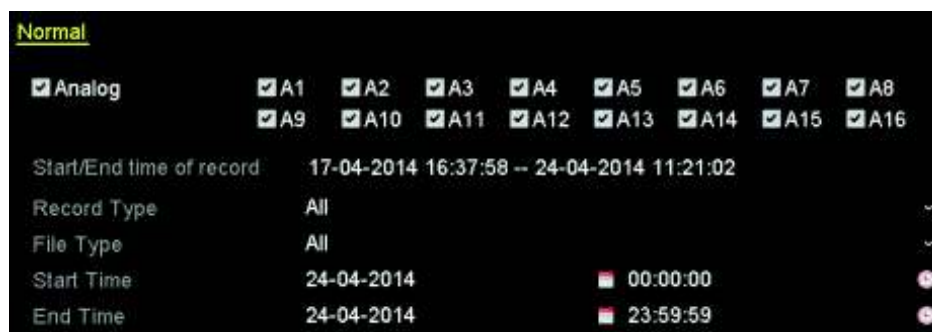 Normal
Analog A1 A2 A3 A4 A5 A6 A7 A8
A9 A10 A11 A12 A13 A14 A15 A16
Start/End time of record 17-04-2014 16:37:58 -- 24-04-2014 11:21:02
Record Type All
File Type All
Start Time 24-04-2014 00:00:00
End Time 24-04-2014 23:59:59